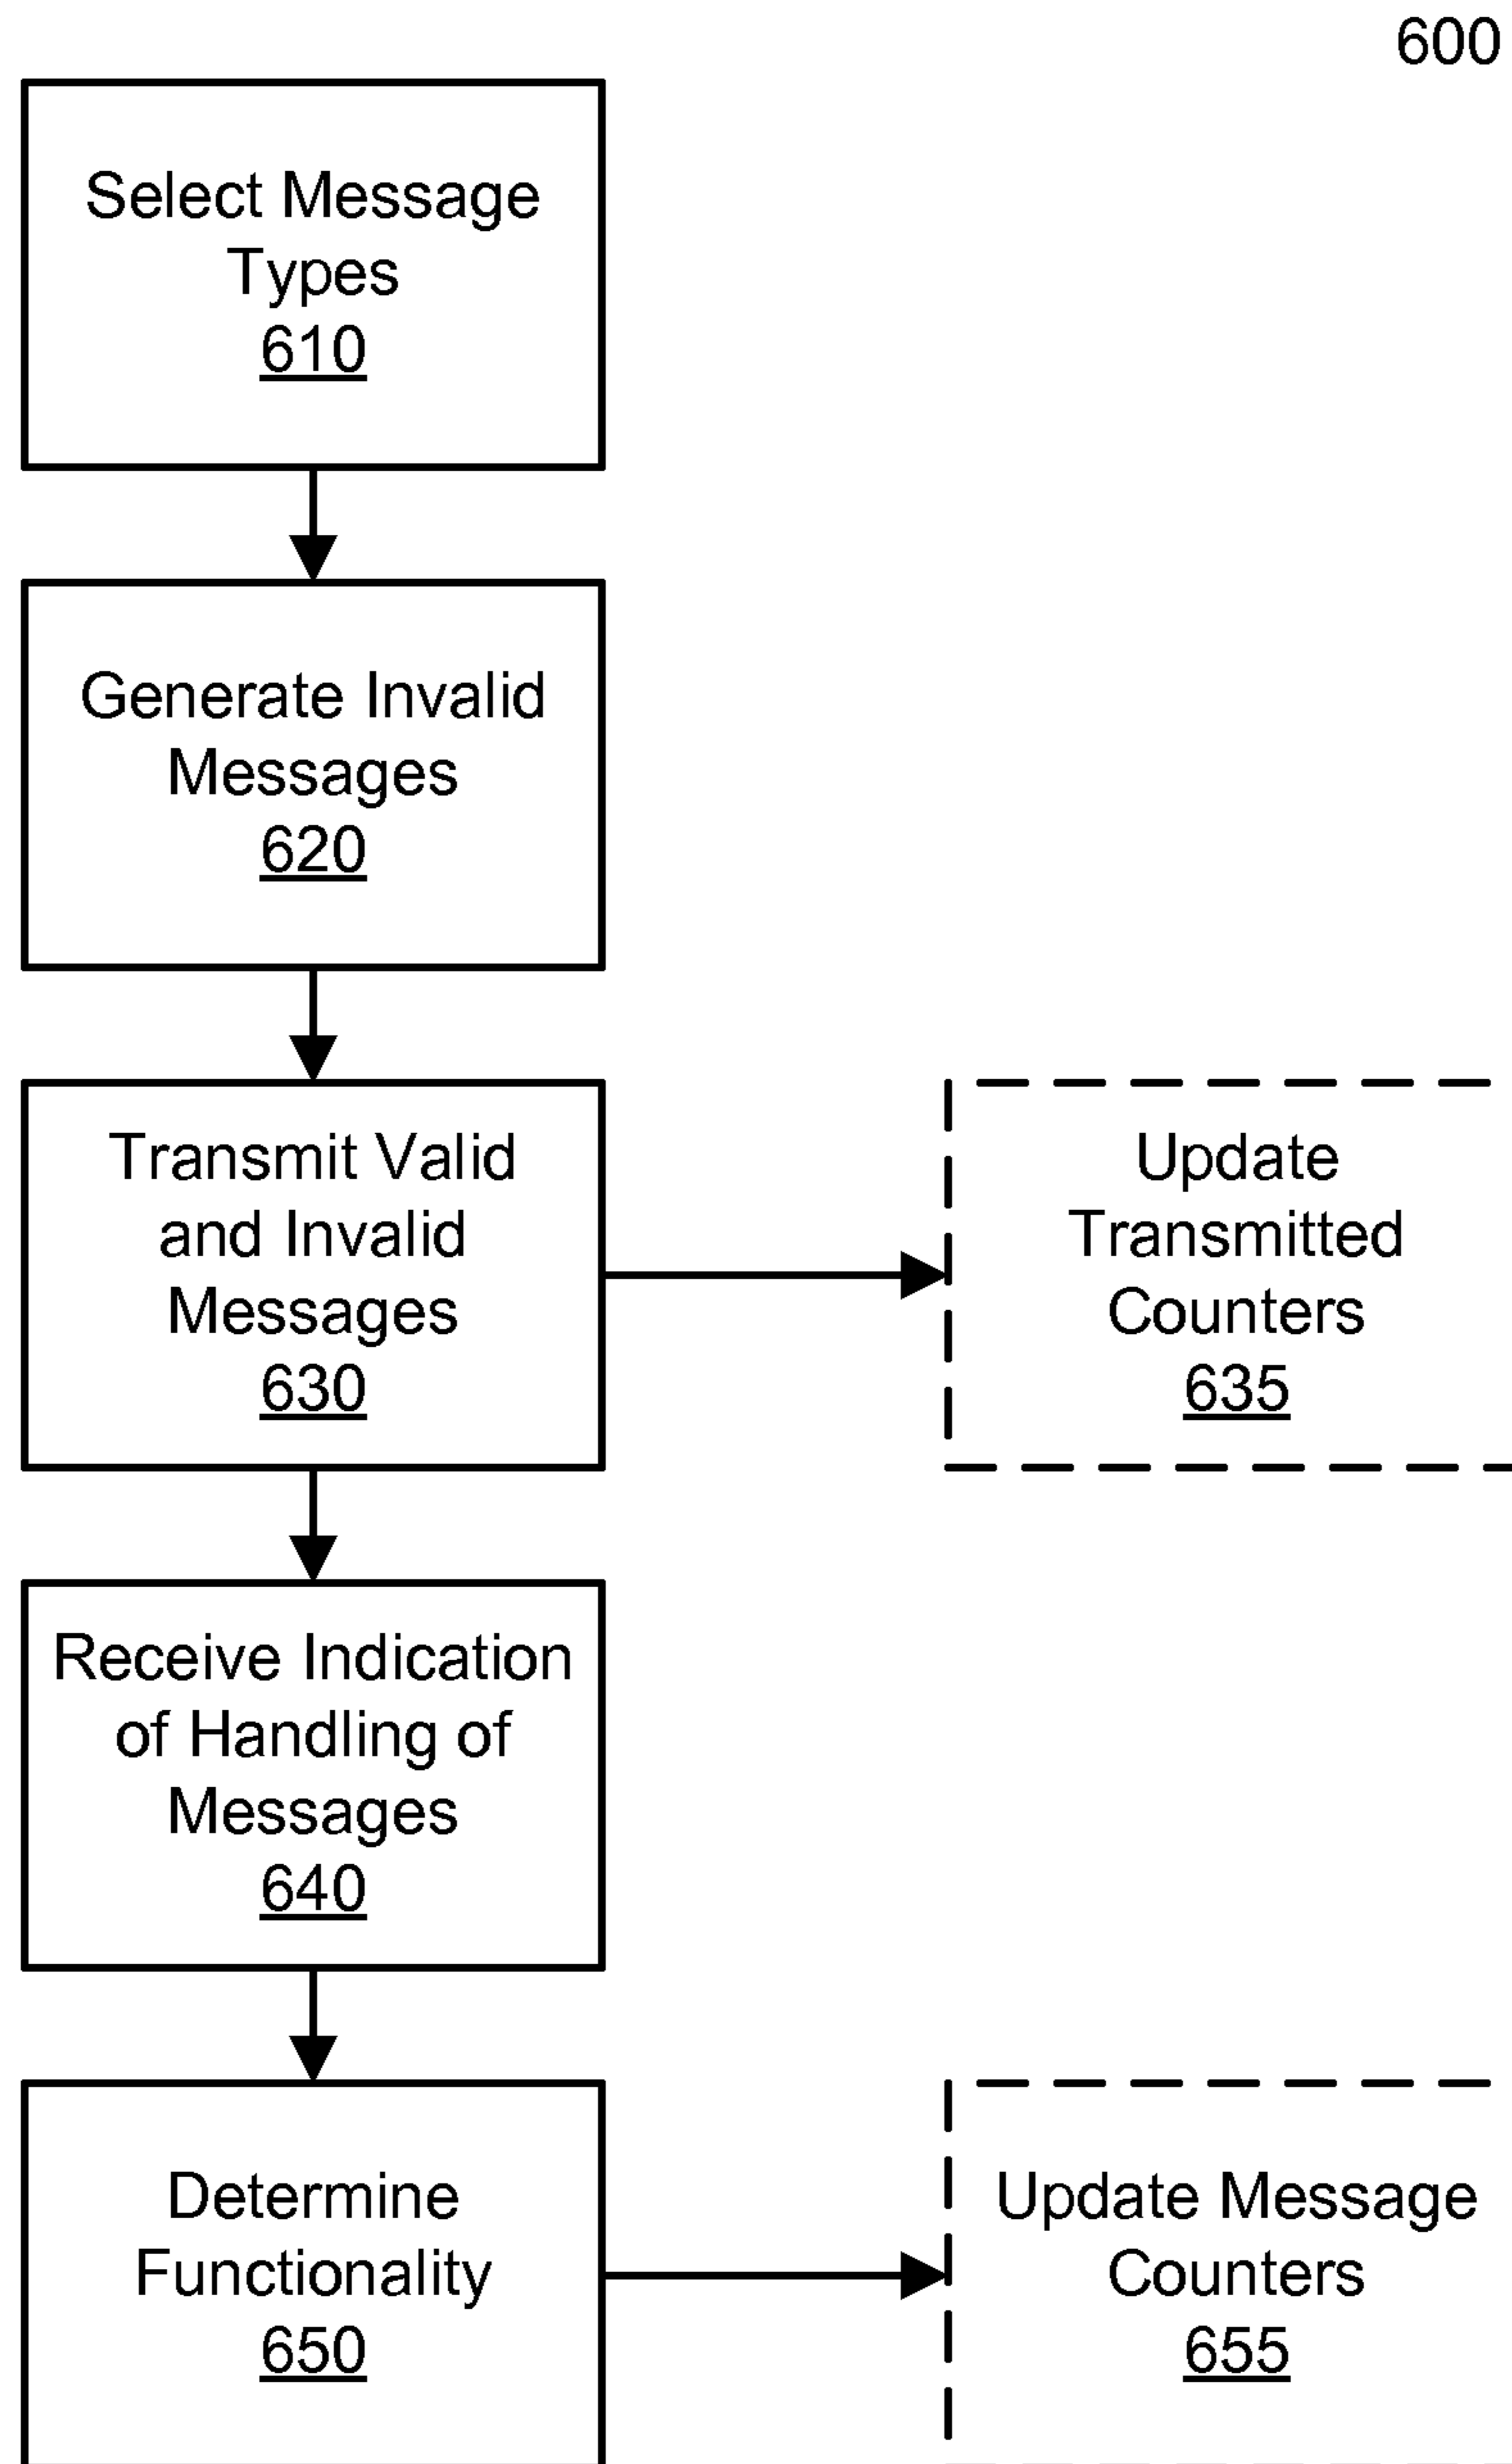 600
Select Message
Types
610
Generate Invalid
Messages
620
Transmit Valid
and Invalid
Messages
630
Update
Transmitted
Counters
635
Receive Indication
of Handling of
Messages
640
Determine
Functionality
650
Update Message
Counters
655